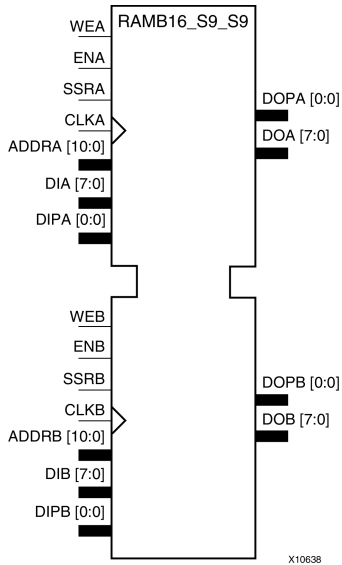 RAMB16_S9_S9
WEA
ENA
SSRA
CLKA
ADDRA [10:0]
DIA [7:0]
DIPA [0:0]
DOPA [0:0]
DOA [7:0]
WEB
ENB
SSRB
CLKB
ADDRB [10:0]
DIB [7:0]
DIPB [0:0]
DOPB [0:0]
DOB [7:0]
X10638